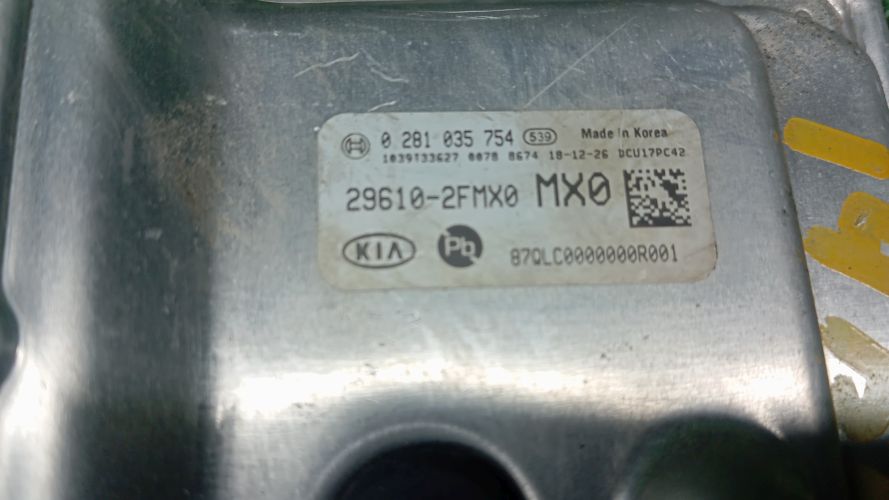 0 281 035 754 539 Made in Korea
1039T33627 0078 8674 18-12-26 DCU17PC42
29610-2FMX0 MX0
KIA Pb 87QLC0000000R001